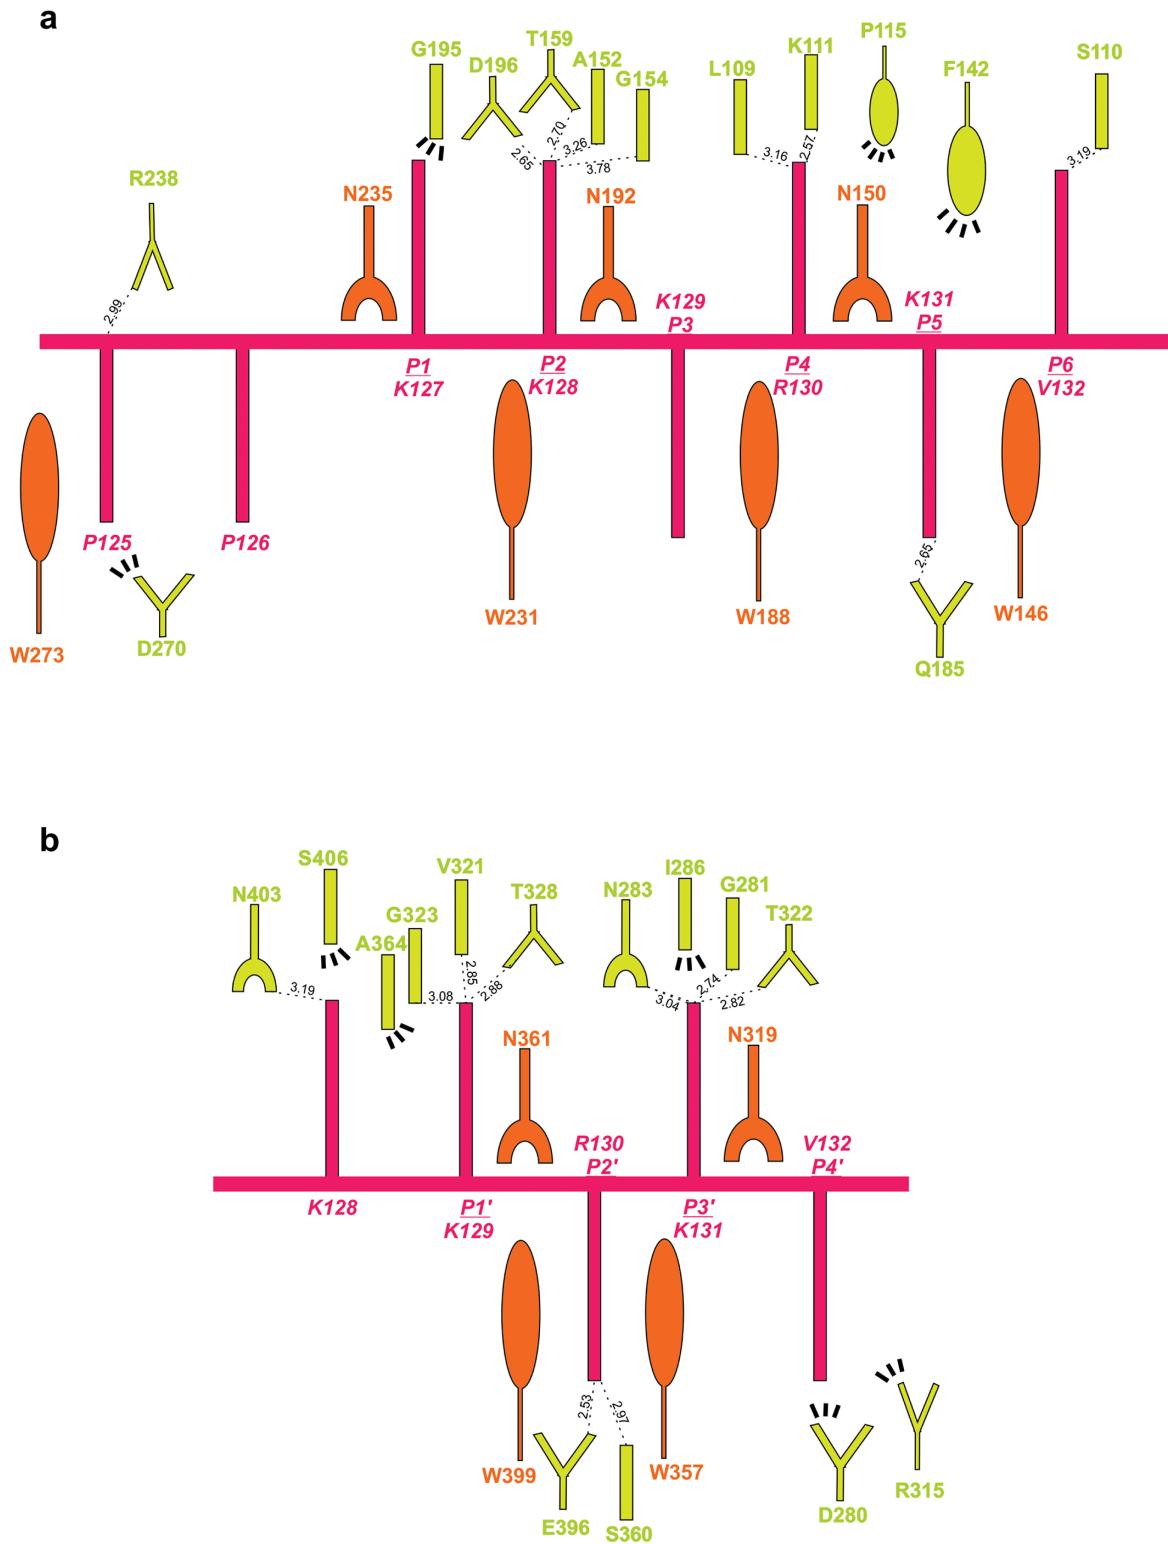 a
G195
D196
T159
A152
G154
L109
K111
P115
F142
S110
2.65
2.70
3.26
3.78
3.16
2.57
3.19
R238
2.99
N235
N192
N150
K129
P3
K131
P5
P1
K127
P2
K128
P4
R130
P6
V132
P125
P126
2.65
W273
D270
W231
W188
W146
Q185
b
N403
S406
A364
G323
V321
T328
N283
I286
G281
T322
3.19
3.08
2.85
2.88
3.04
2.74
2.82
N361
N319
R130
P2'
V132
P4'
K128
P1'
K129
P3'
K131
2.53
2.97
W399
E396
S360
W357
D280
R315